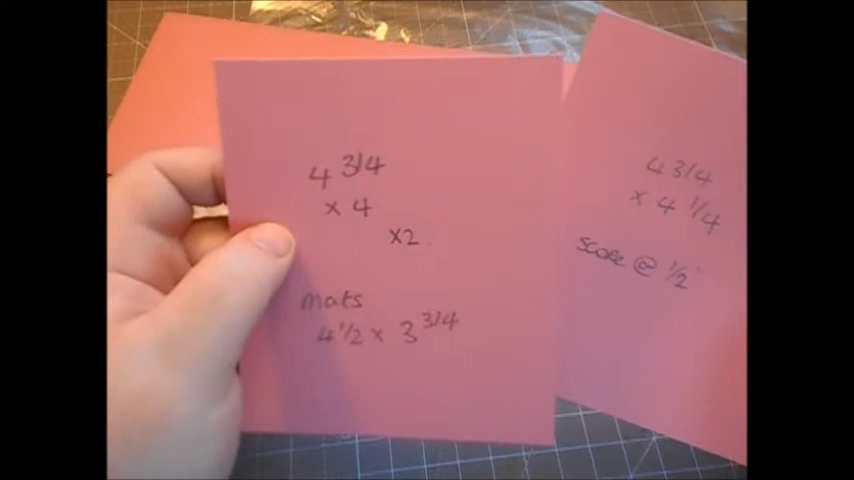 4 3/4
x 4
x2.
mats
4 1/2 x 3 3/4
4 3/4
x 4 1/4
score @ 1/2"